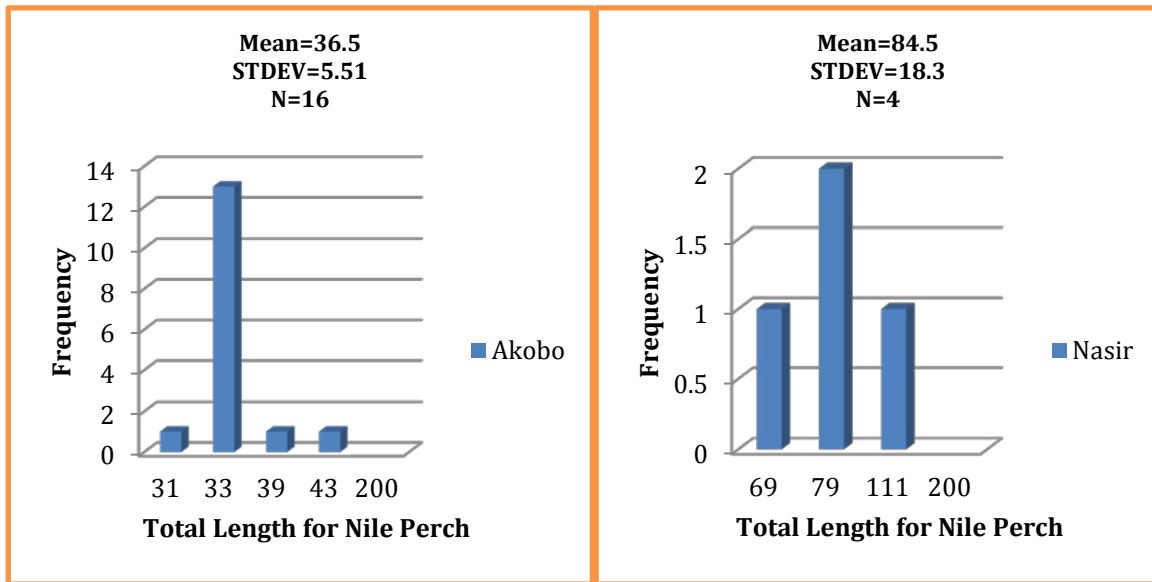 Mean=36.5
STDEV=5.51
N=16
14
12
10
8
6
4
2
0
Frequency
31 33 39 43 200
Total Length for Nile Perch
Akobo
Mean=84.5
STDEV=18.3
N=4
2
1.5
1
0.5
0
Frequency
69 79 111 200
Total Length for Nile Perch
Nasir